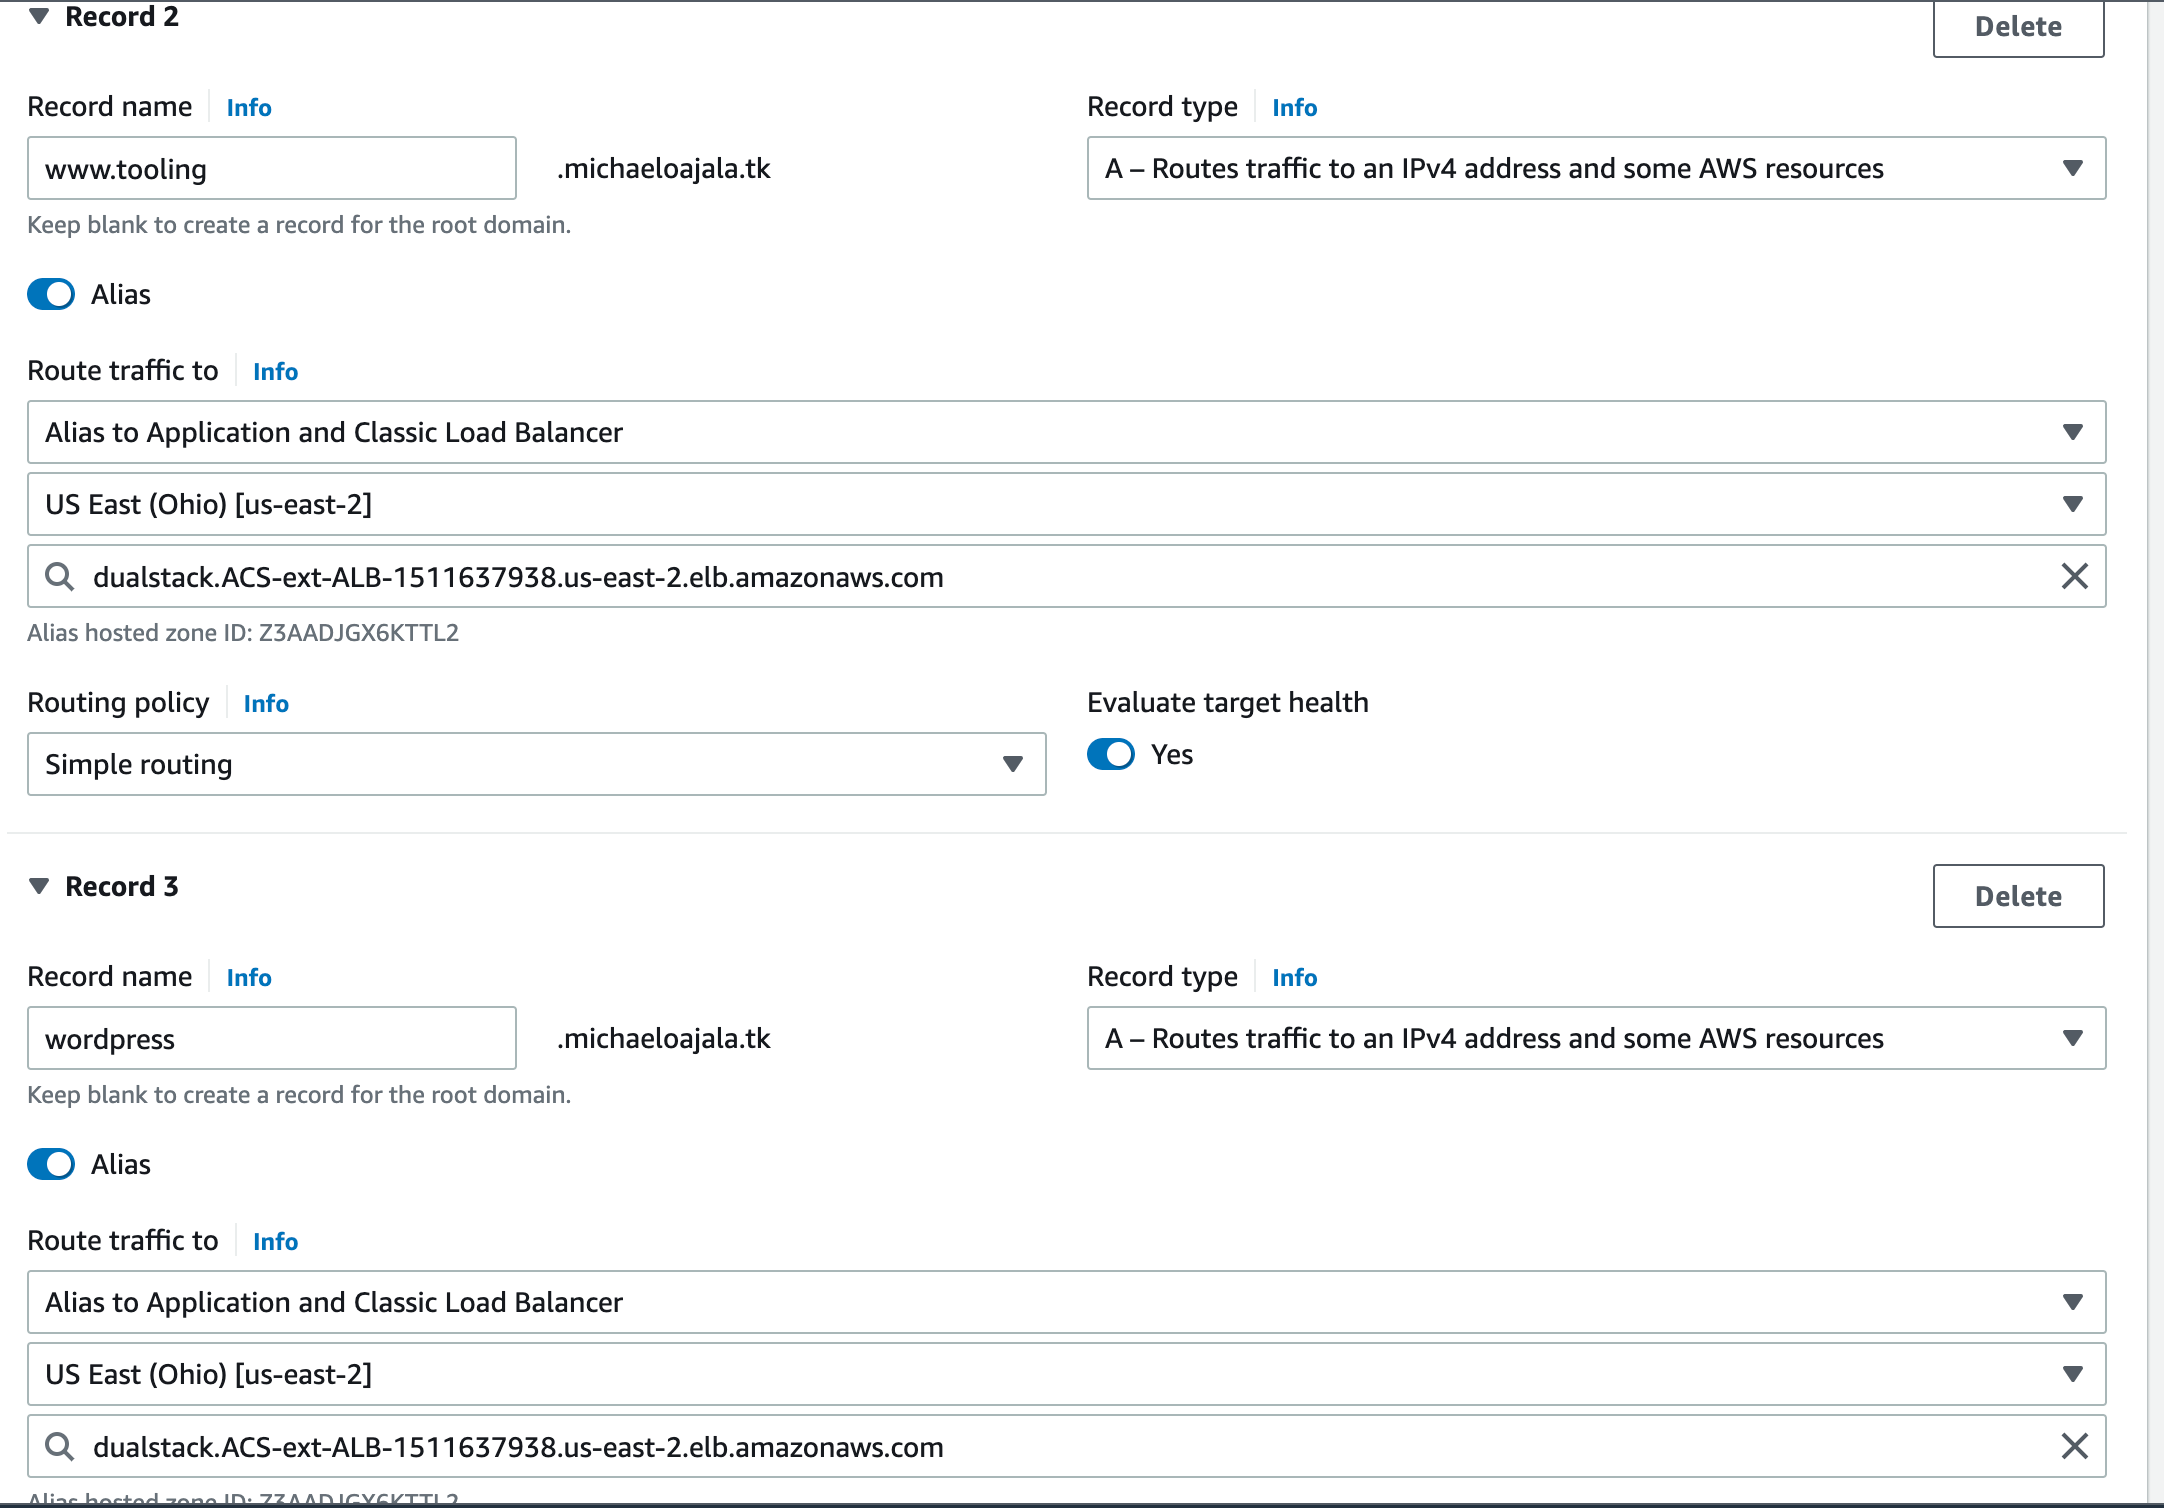 Record 2
Delete
Record name Info
Record type Info
www.tooling .michaeloajala.tk
A – Routes traffic to an IPv4 address and some AWS resources
Keep blank to create a record for the root domain.
Alias
Route traffic to Info
Alias to Application and Classic Load Balancer
US East (Ohio) [us-east-2]
dualstack.ACS-ext-ALB-1511637938.us-east-2.elb.amazonaws.com
Alias hosted zone ID: Z3AADJGX6KTTL2
Routing policy Info
Evaluate target health
Simple routing
Yes
Record 3
Delete
Record name Info
Record type Info
wordpress .michaeloajala.tk
A – Routes traffic to an IPv4 address and some AWS resources
Keep blank to create a record for the root domain.
Alias
Route traffic to Info
Alias to Application and Classic Load Balancer
US East (Ohio) [us-east-2]
dualstack.ACS-ext-ALB-1511637938.us-east-2.elb.amazonaws.com
Alias hosted zone ID: Z3AADJGX6KTTL2